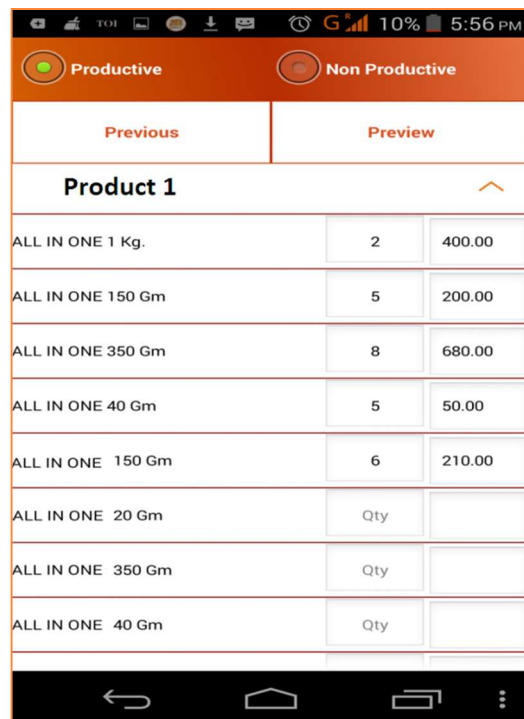 TOI G R 10% 5:56 PM
Productive Non Productive
Previous Preview
Product 1
ALL IN ONE 1 Kg. 2 400.00
ALL IN ONE 150 Gm 5 200.00
ALL IN ONE 350 Gm 8 680.00
ALL IN ONE 40 Gm 5 50.00
ALL IN ONE 150 Gm 6 210.00
ALL IN ONE 20 Gm Qty
ALL IN ONE 350 Gm Qty
ALL IN ONE 40 Gm Qty